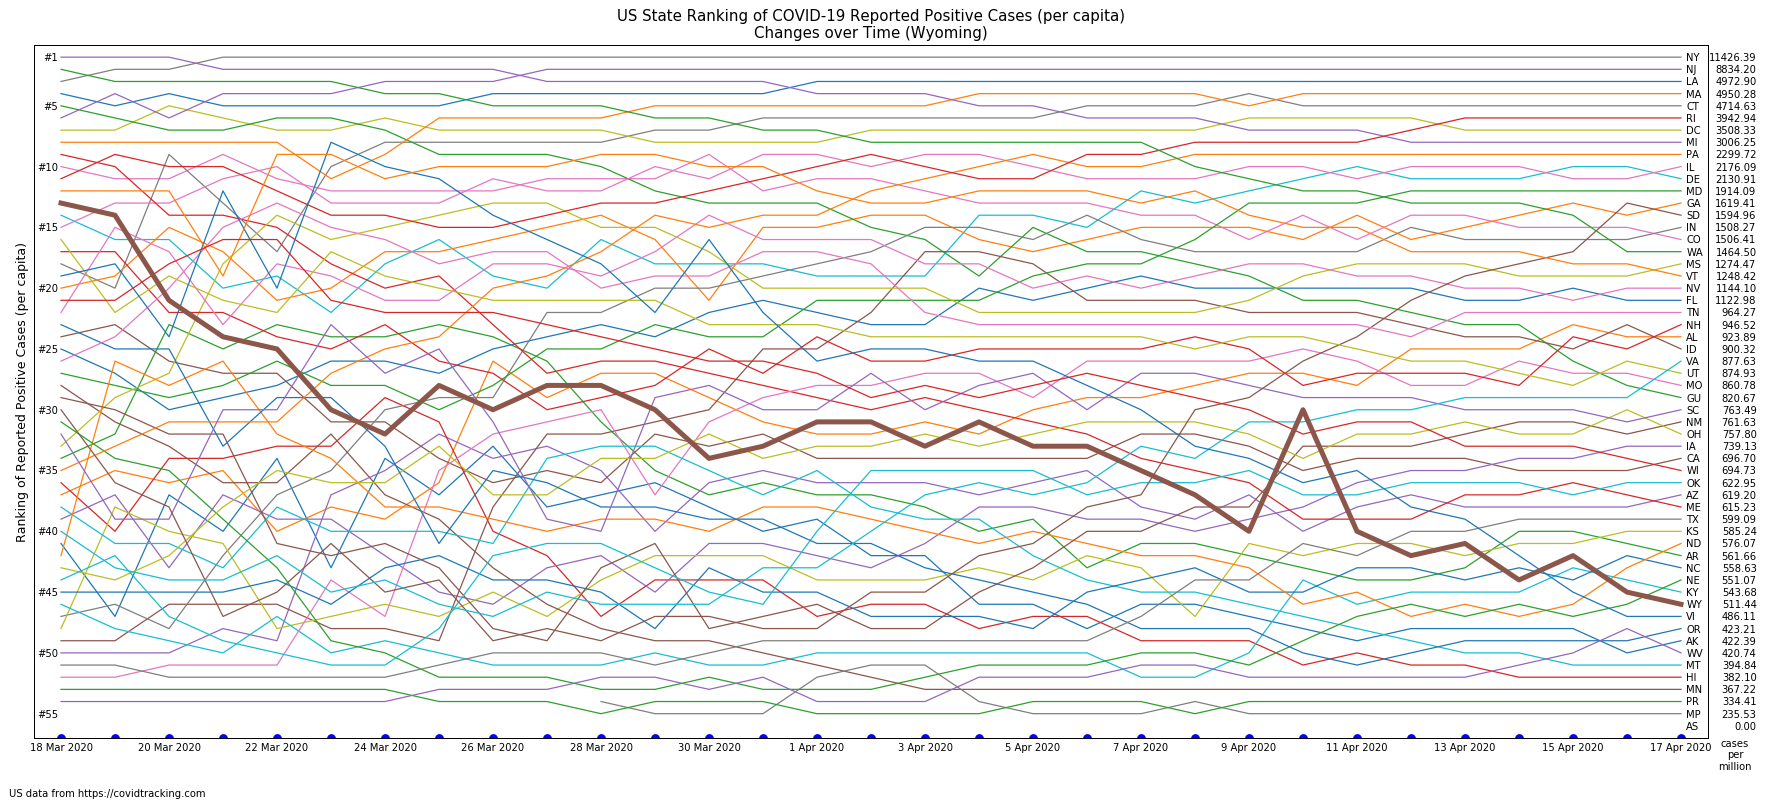 US State Ranking of COVID-19 Reported Positive Cases (per capita)
Changes over Time (Wyoming)
Ranking of Reported Positive Cases (per capita)
#1
#5
#10
#15
#20
#25
#30
#35
#40
#45
#50
#55
NY 11426.39
NJ 8834.20
LA 4972.90
MA 4950.28
CT 4714.63
RI 3942.94
DC 3508.33
MI 3006.25
PA 2299.72
IL 2176.09
DE 2130.91
MD 1914.09
GA 1619.41
SD 1594.96
IN 1508.27
CO 1506.41
WA 1464.50
MS 1274.47
VT 1248.42
NV 1144.10
FL 1122.98
TN 964.27
NH 946.52
AL 923.89
ID 900.32
VA 877.63
UT 874.93
MO 860.78
GU 820.67
SC 763.49
NM 761.63
OH 757.80
IA 739.13
CA 696.70
WI 694.73
OK 622.95
AZ 619.20
ME 615.23
TX 599.09
KS 585.24
ND 576.07
AR 561.66
NC 558.63
NE 551.07
KY 543.68
WY 511.44
VI 486.11
OR 423.21
AK 422.39
WV 420.74
MT 394.84
HI 382.10
MN 367.22
PR 334.41
MP 235.53
AS 0.00
18 Mar 2020 20 Mar 2020 22 Mar 2020 24 Mar 2020 26 Mar 2020 28 Mar 2020 30 Mar 2020 1 Apr 2020 3 Apr 2020 5 Apr 2020 7 Apr 2020 9 Apr 2020 11 Apr 2020 13 Apr 2020 15 Apr 2020 17 Apr 2020
cases
per
million
US data from https://covidtracking.com